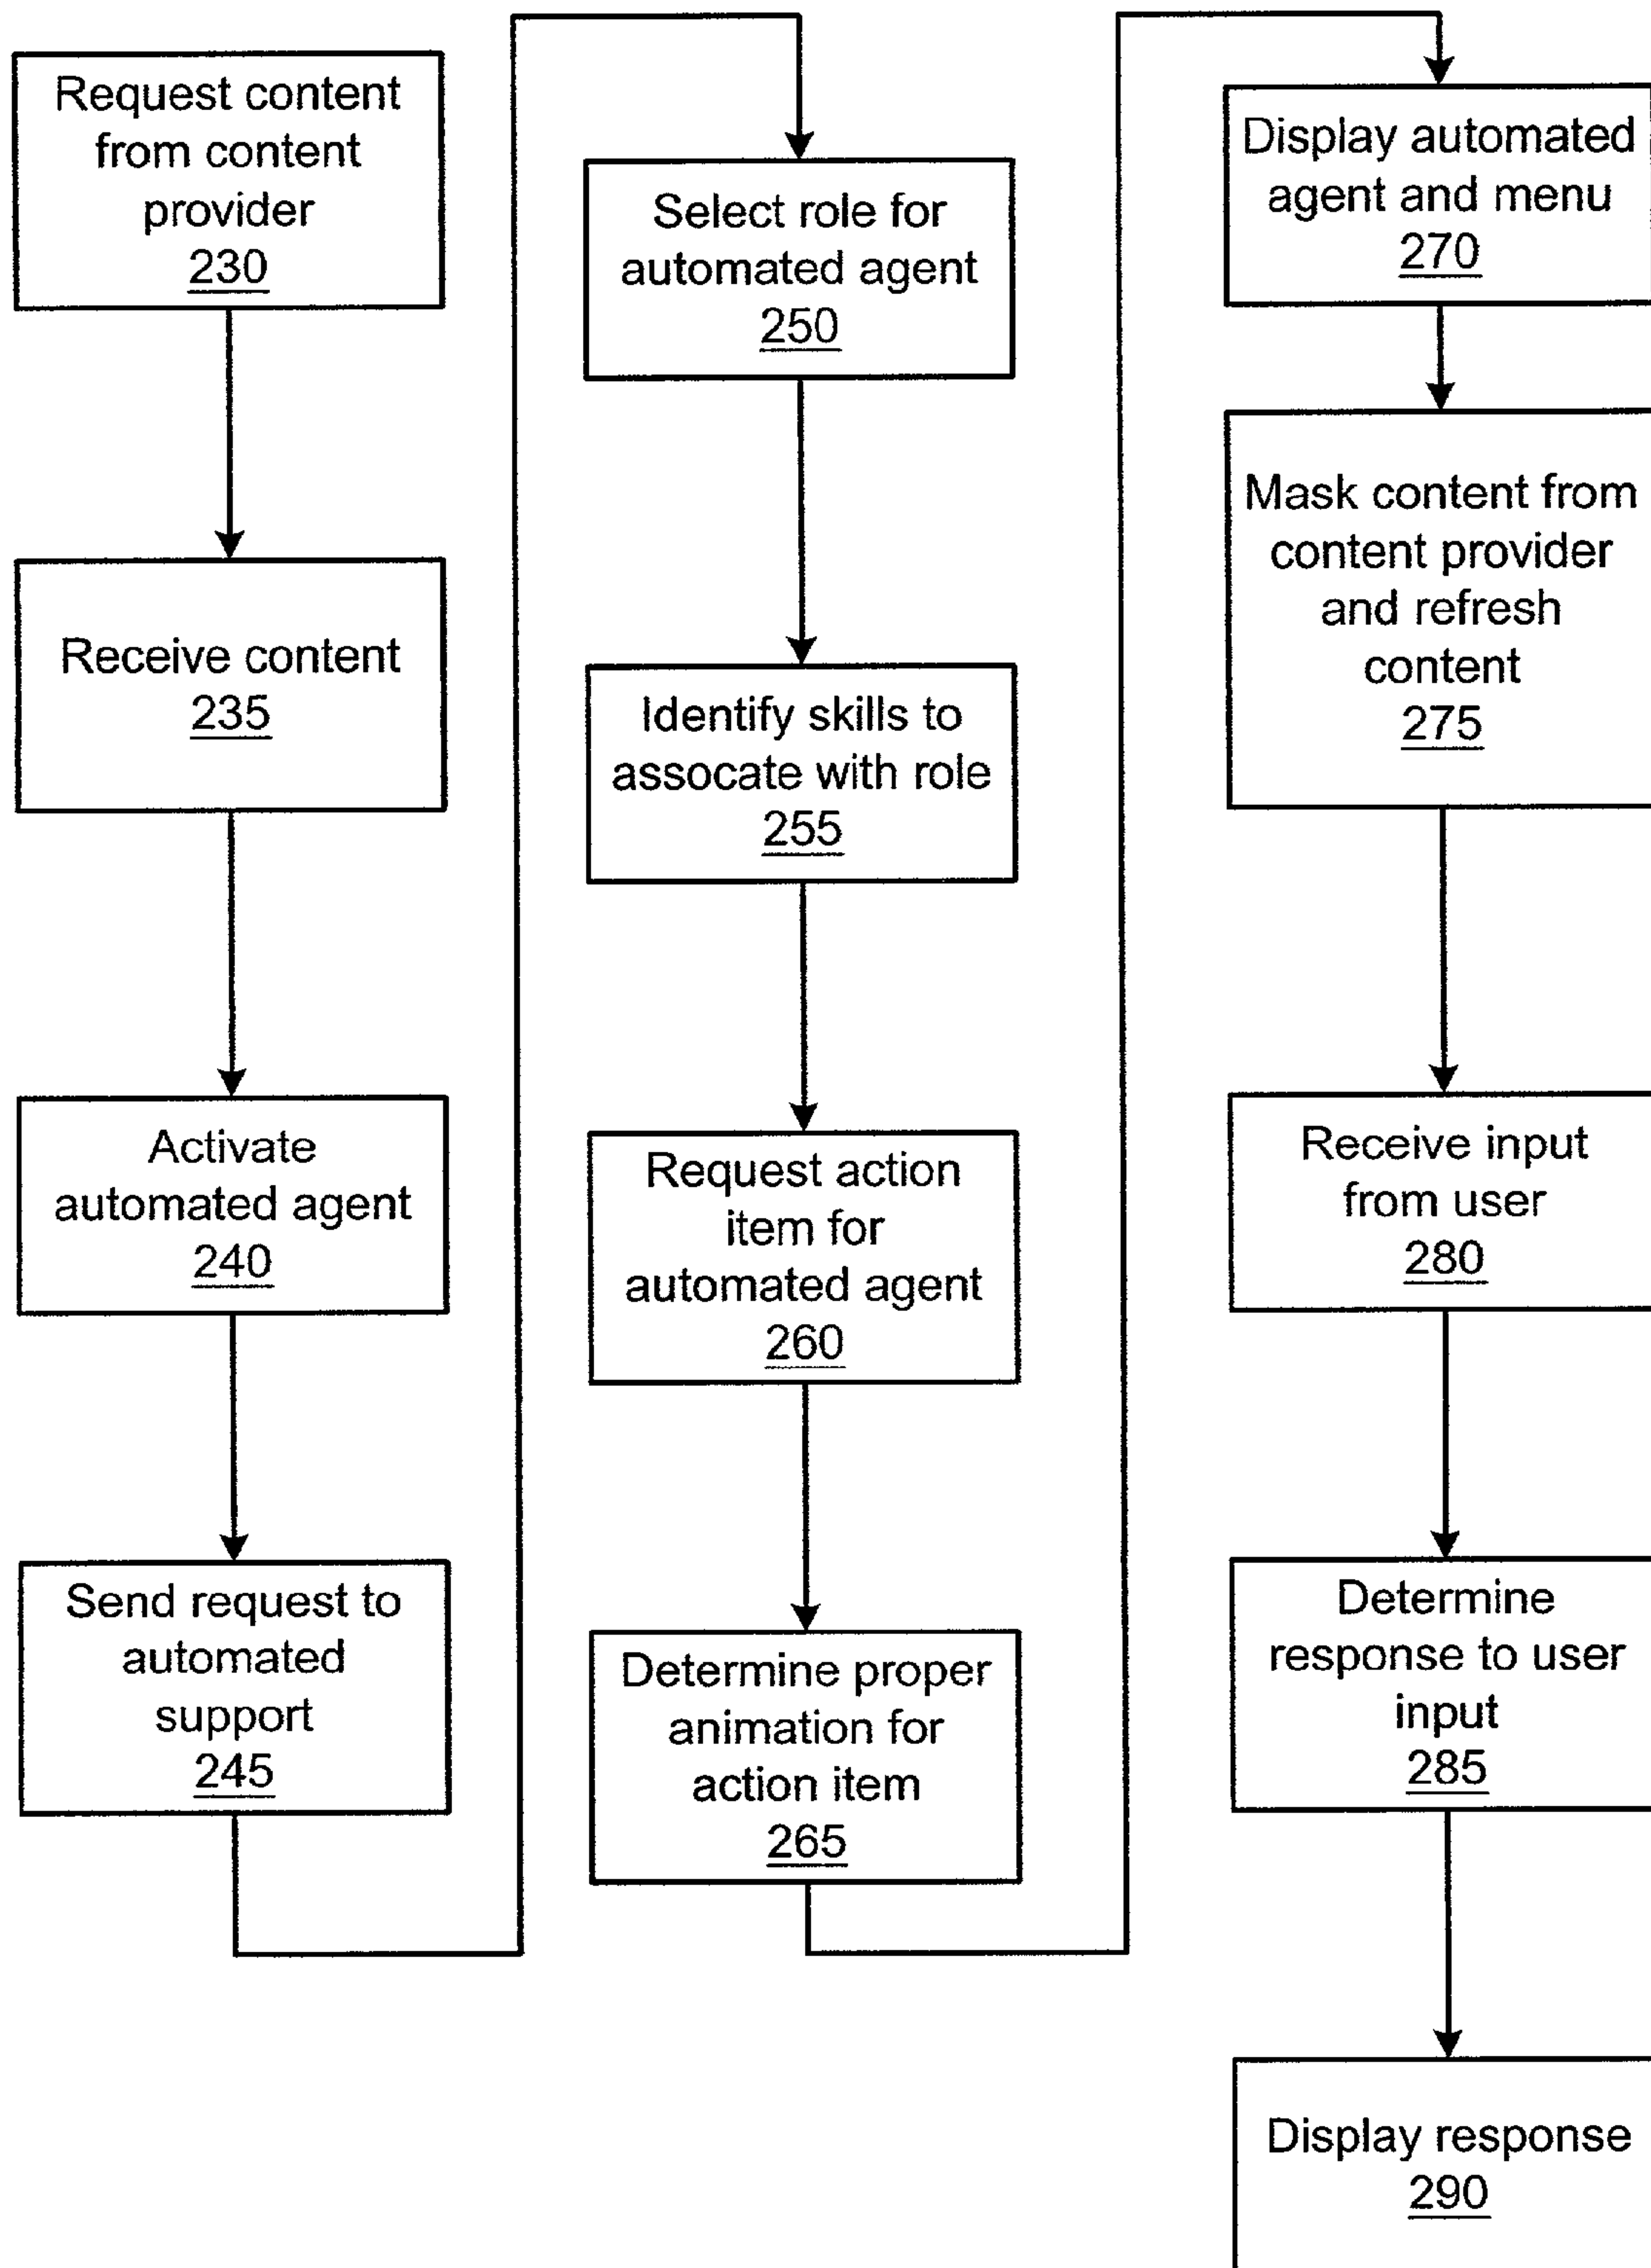 Request content
from content
provider
230
Receive content
235
Activate
automated agent
240
Send request to
automated
support
245
Select role for
automated agent
250
Identify skills to
assocate with role
255
Request action
item for
automated agent
260
Determine proper
animation for
action item
265
Display automated
agent and menu
270
Mask content from
content provider
and refresh
content
275
Receive input
from user
280
Determine
response to user
input
285
Display response
290